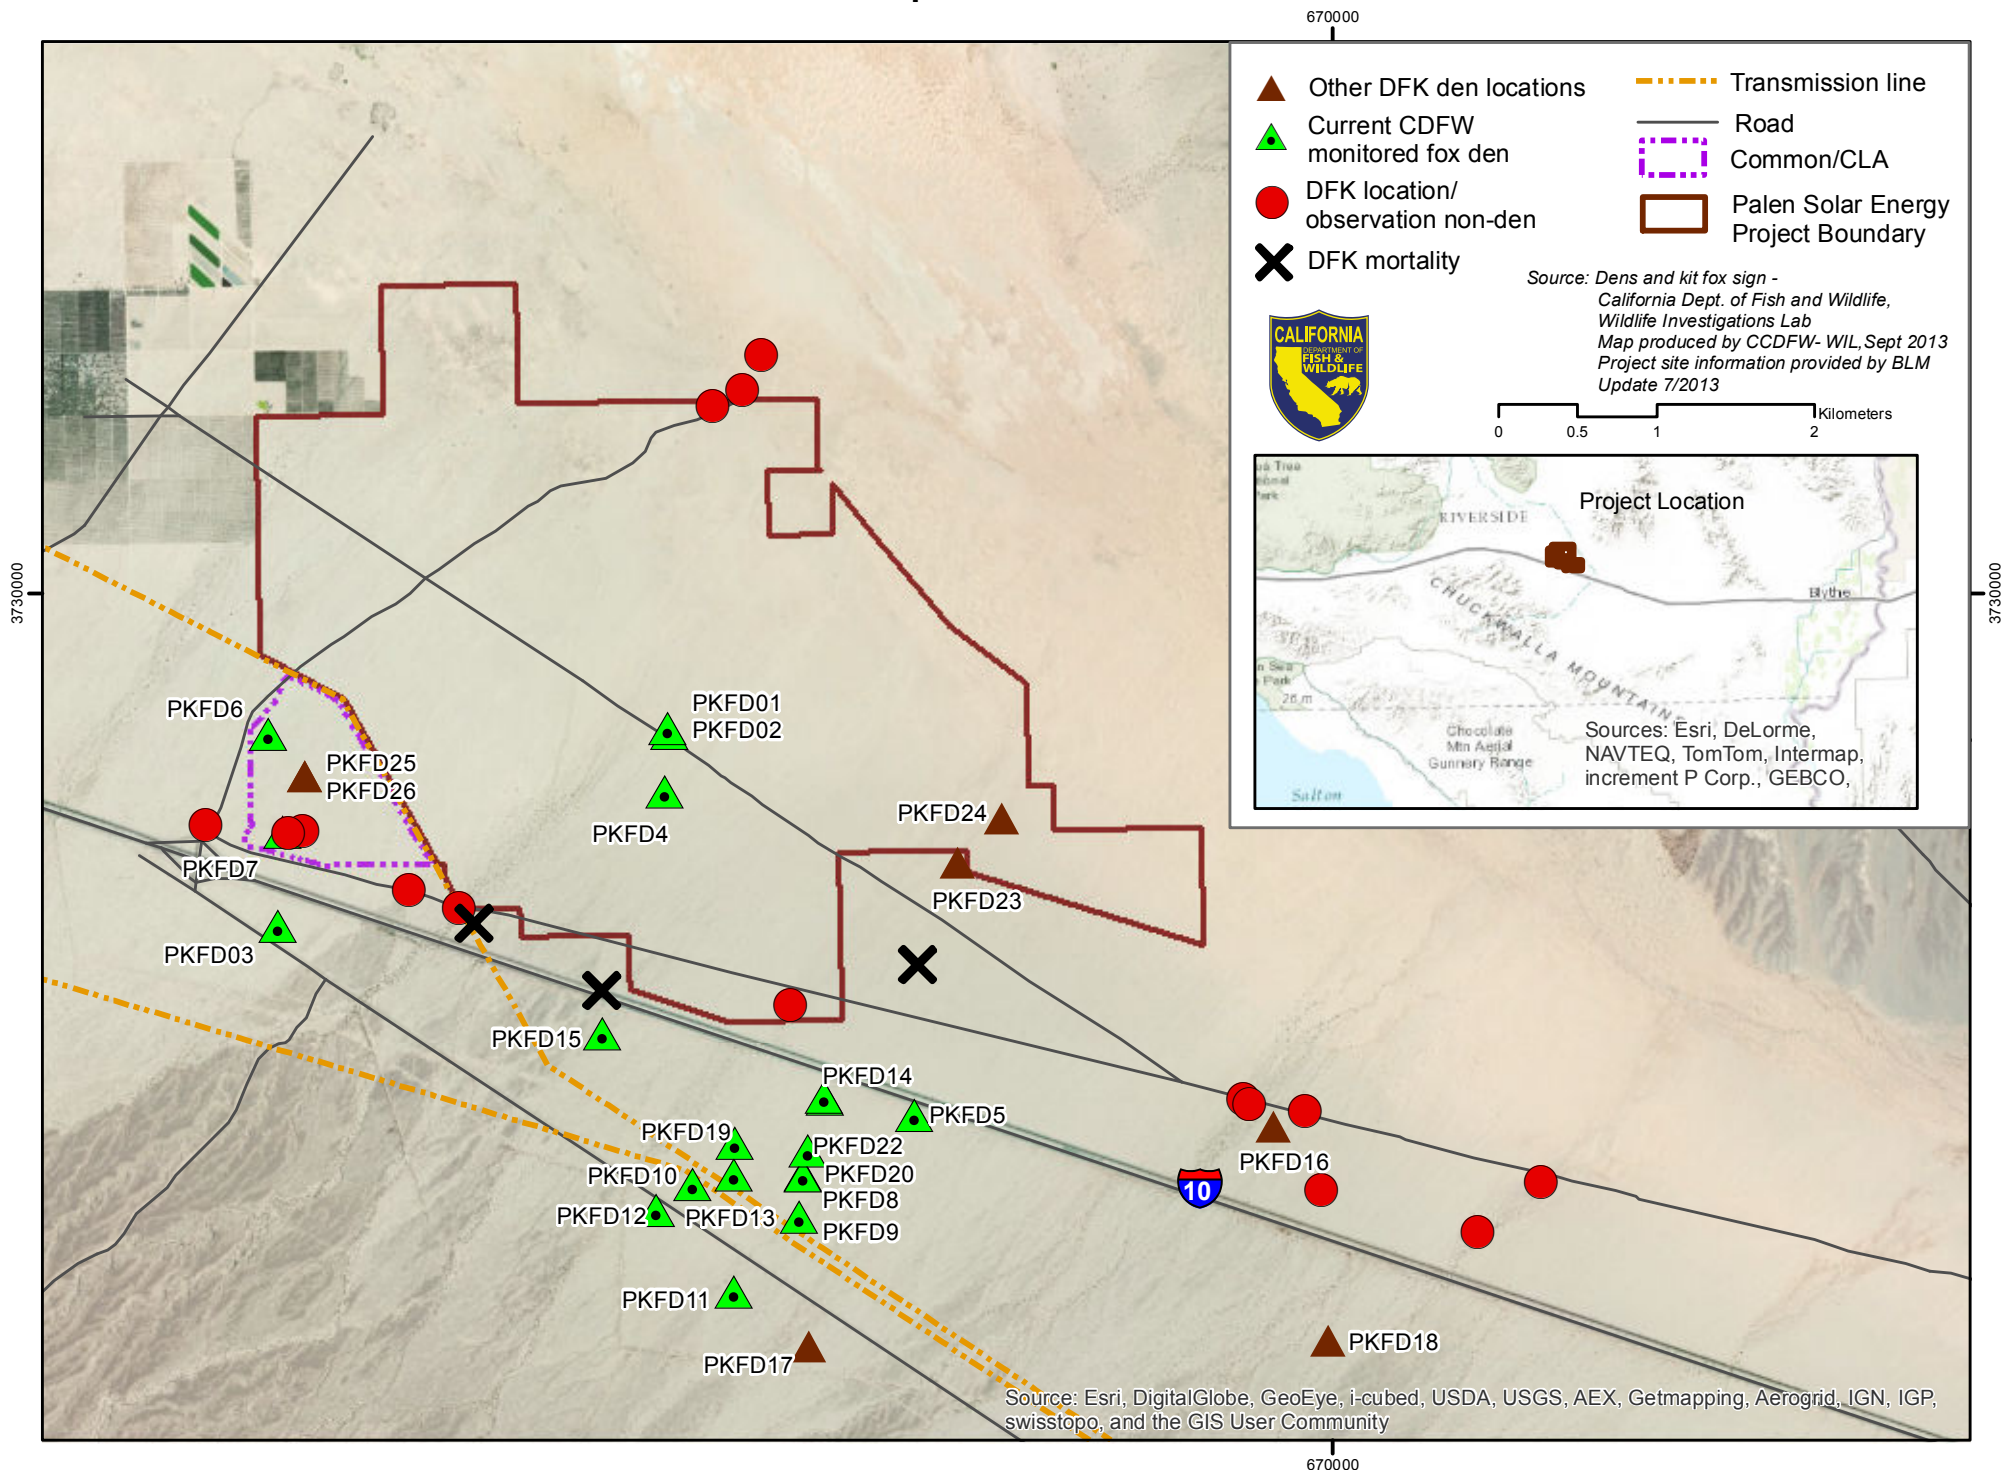 670000
Other DFK den locations
Current CDFW
monitored fox den
DFK location/
observation non-den
DFK mortality
Transmission line
Road
Common/CLA
Palen Solar Energy
Project Boundary
Source: Dens and kit fox sign -
California Dept. of Fish and Wildlife,
Wildlife Investigations Lab
Map produced by CCDFW- WIL,Sept 2013
Project site information provided by BLM
Update 7/2013
CALIFORNIA
DEPARTMENT OF
FISH &
WILDLIFE
Kilometers
0 0.5 1 2
Project Location
RIVERSIDE
Blythe
CHUCKWALLA MOUNTAINS
26 m
Chocolate
Mtn Aerial
Gunnery Range
Salton
Sources: Esri, DeLorme,
NAVTEQ, TomTom, Intermap,
increment P Corp., GEBCO,
3730000
3730000
PKFD6
PKFD01
PKFD02
PKFD25
PKFD26
PKFD4
PKFD24
PKFD7
PKFD23
PKFD03
PKFD15
PKFD14
PKFD5
PKFD19
PKFD22
PKFD10
PKFD20
PKFD8
PKFD12
PKFD13
PKFD9
PKFD16
10
PKFD11
PKFD17
PKFD18
Source: Esri, DigitalGlobe, GeoEye, i-cubed, USDA, USGS, AEX, Getmapping, Aerogrid, IGN, IGP,
swisstopo, and the GIS User Community
670000